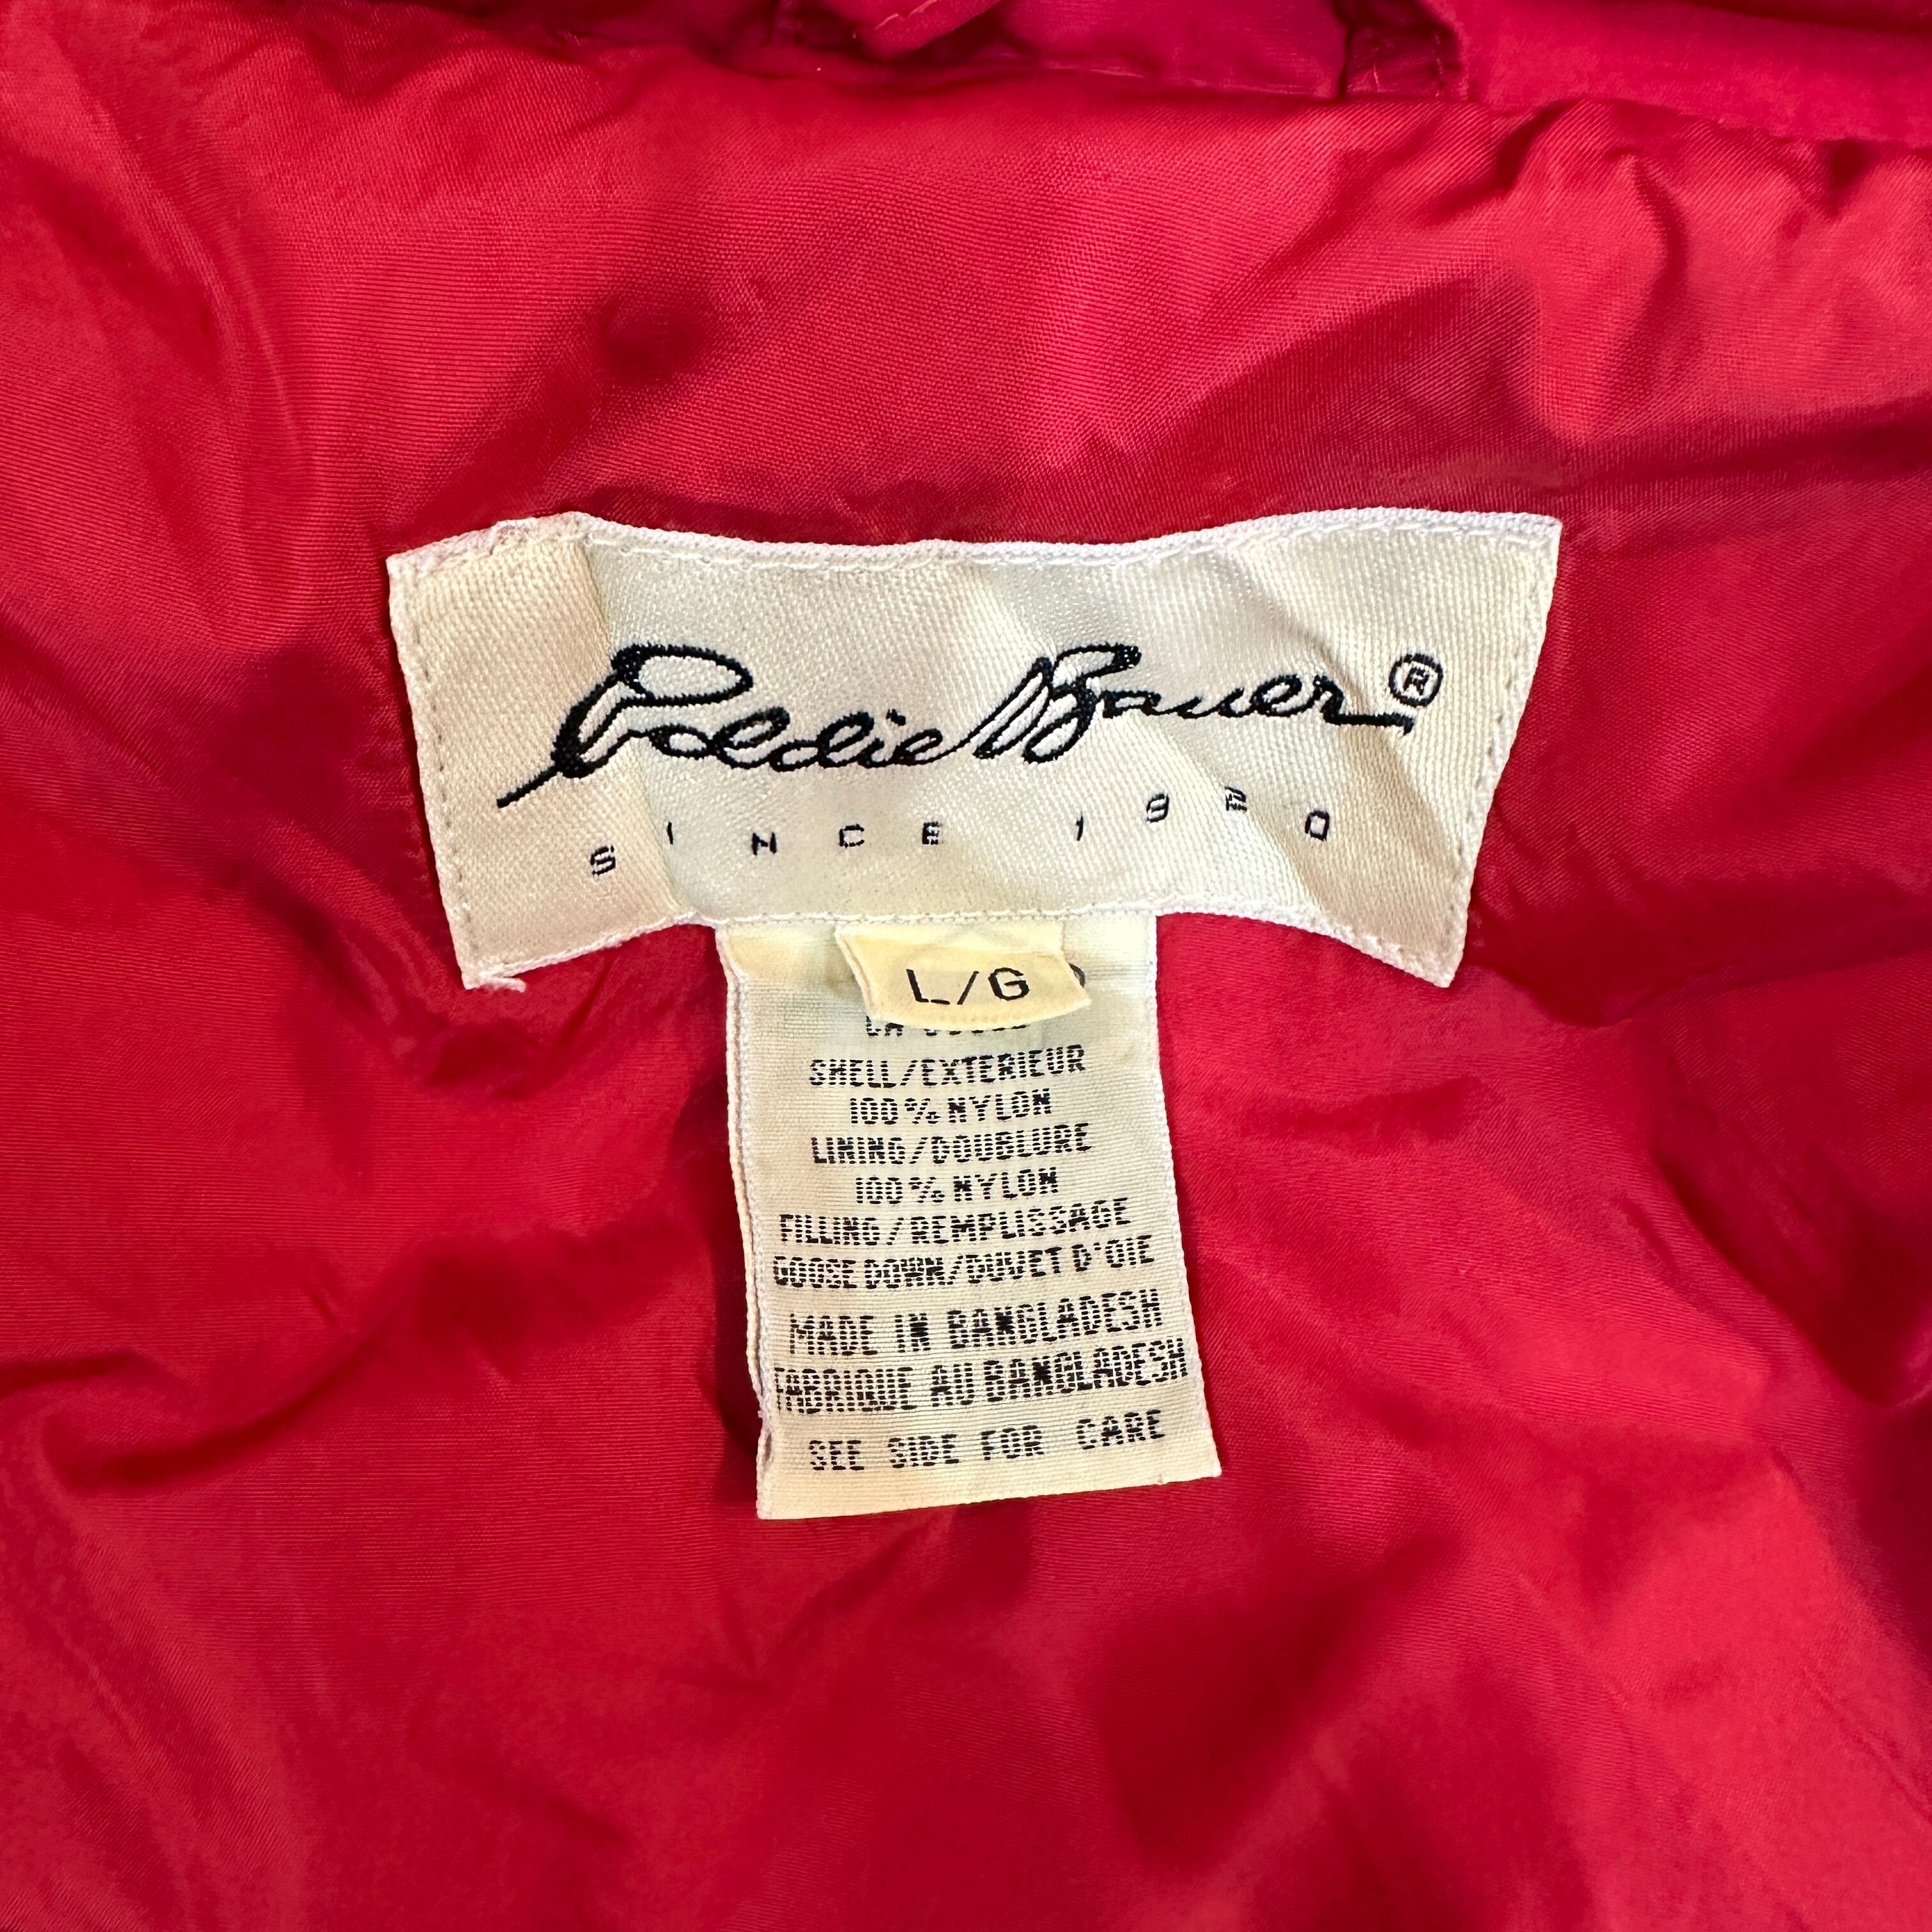 Eddie Bauer®
SINCE 1920
L/G
SHELL/EXTERIEUR
100% NYLON
LINING/DOUBLURE
100% NYLON
FILLING/REMPLISSAGE
GOOSE DOWN/DUVET D'OIE
MADE IN BANGLADESH
FABRIQUE AU BANGLADESH
SEE SIDE FOR CARE